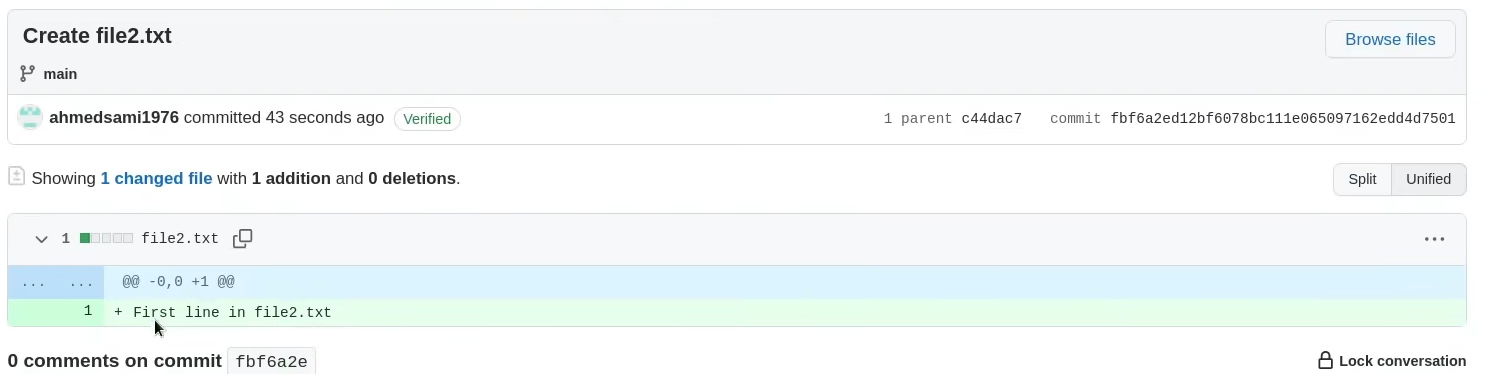 Create file2.txt
Browse files
main
ahmedsami1976 committed 43 seconds ago Verified 1 parent c44dac7 commit fbf6a2ed12bf6078bc111e065097162edd4d7501
Showing 1 changed file with 1 addition and 0 deletions. Split Unified
1 file2.txt
... ... @@ -0,0 +1 @@
1 + First line in file2.txt
0 comments on commit fbf6a2e Lock conversation